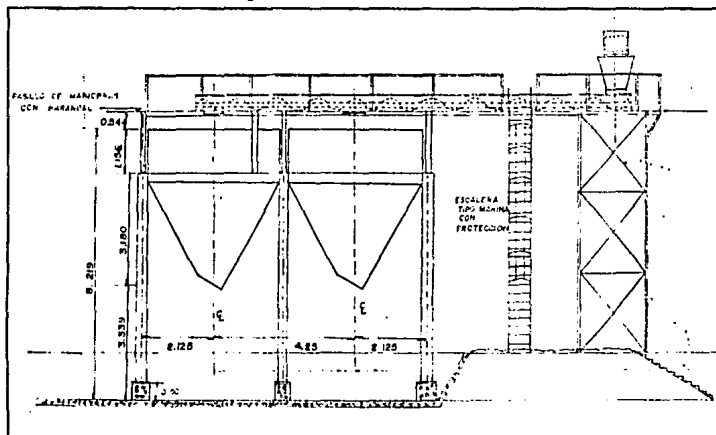 PASILLO DE MANIOBRAS
CON BARANDAL
0.544
1.156
ESCALERA
TIPO MARINA
CON
PROTECCION
3.180
8.219
℄
℄
3.339
2.125
4.25
2.125